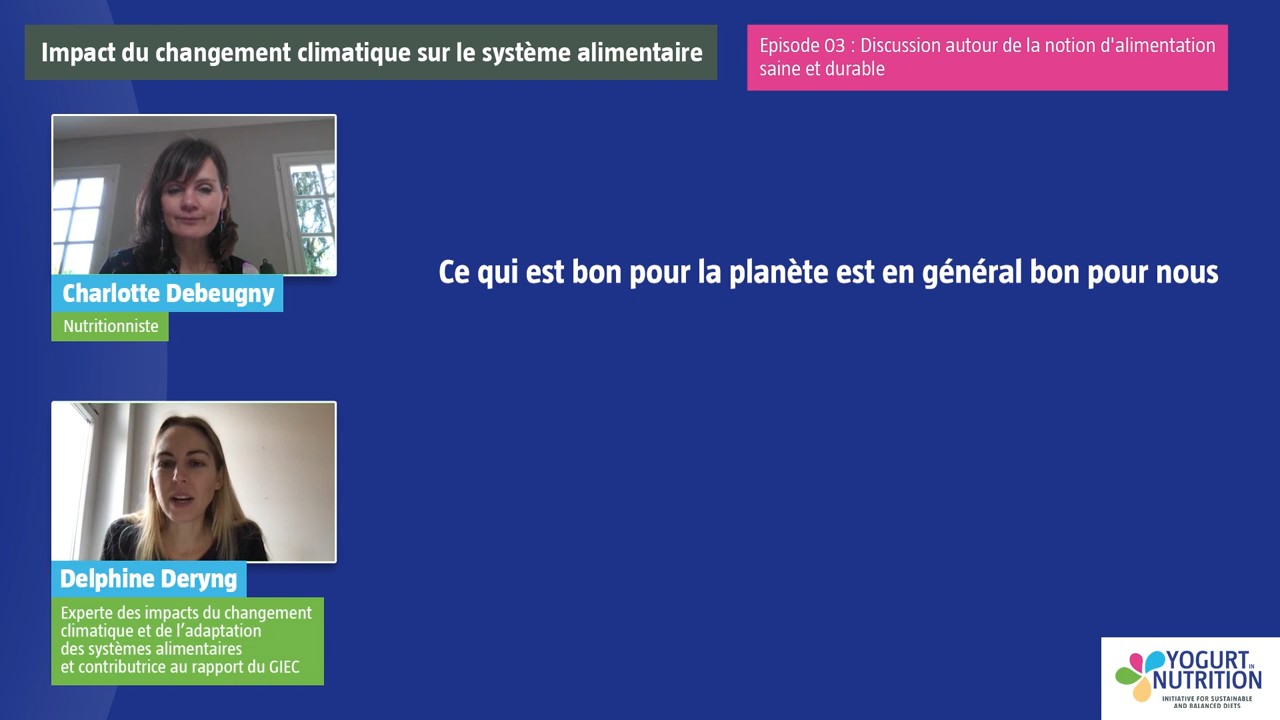 Impact du changement climatique sur le système alimentaire
Episode 03 : Discussion autour de la notion d'alimentation
saine et durable
Charlotte Debeugny
Nutritionniste
Ce qui est bon pour la planète est en général bon pour nous
Delphine Deryng
Experte des impacts du changement
climatique et de l'adaptation
des systèmes alimentaires
et contributrice au rapport du GIEC
YOGURT IN
NUTRITION
INITIATIVE FOR SUSTAINABLE
AND BALANCED DIETS